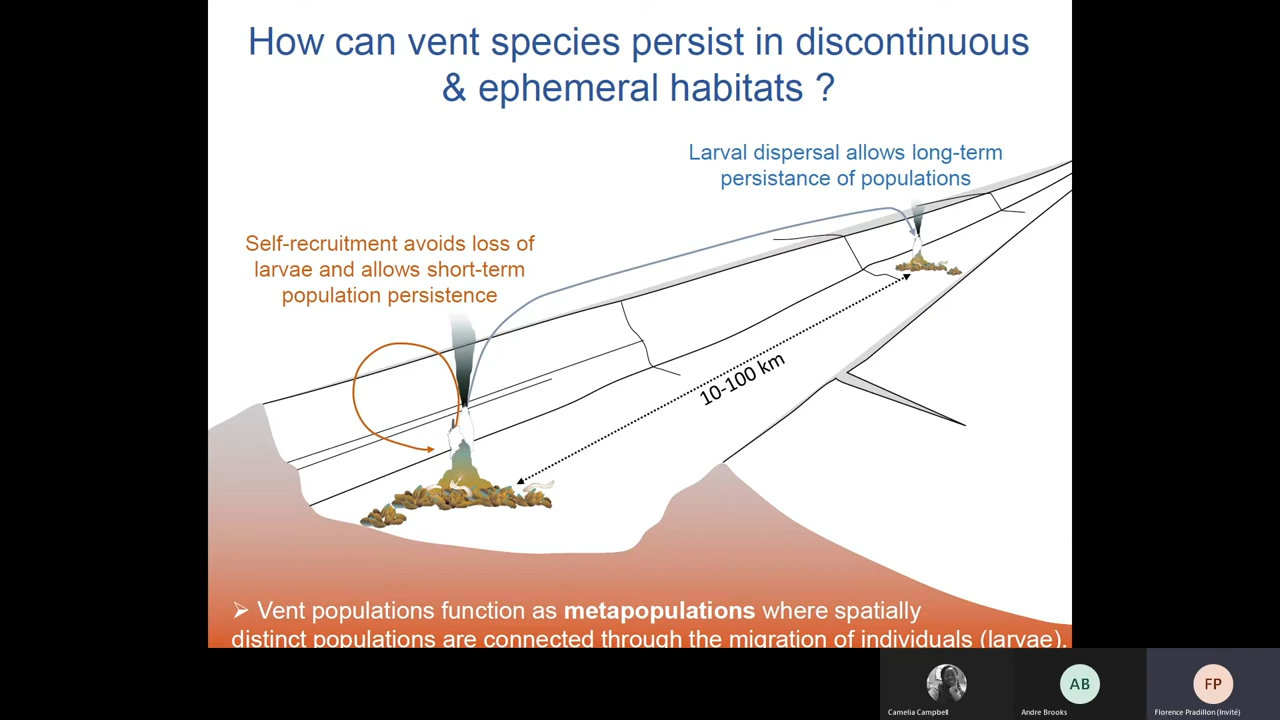 How can vent species persist in discontinuous
& ephemeral habitats ?
Larval dispersal allows long-term
persistance of populations
Self-recruitment avoids loss of
larvae and allows short-term
population persistence
10-100 km
➢ Vent populations function as metapopulations where spatially
distinct populations are connected through the migration of individuals (larvae).
AB
FP
Camelia Campbell
Andre Brooks
Florence Pradillon (Invité)